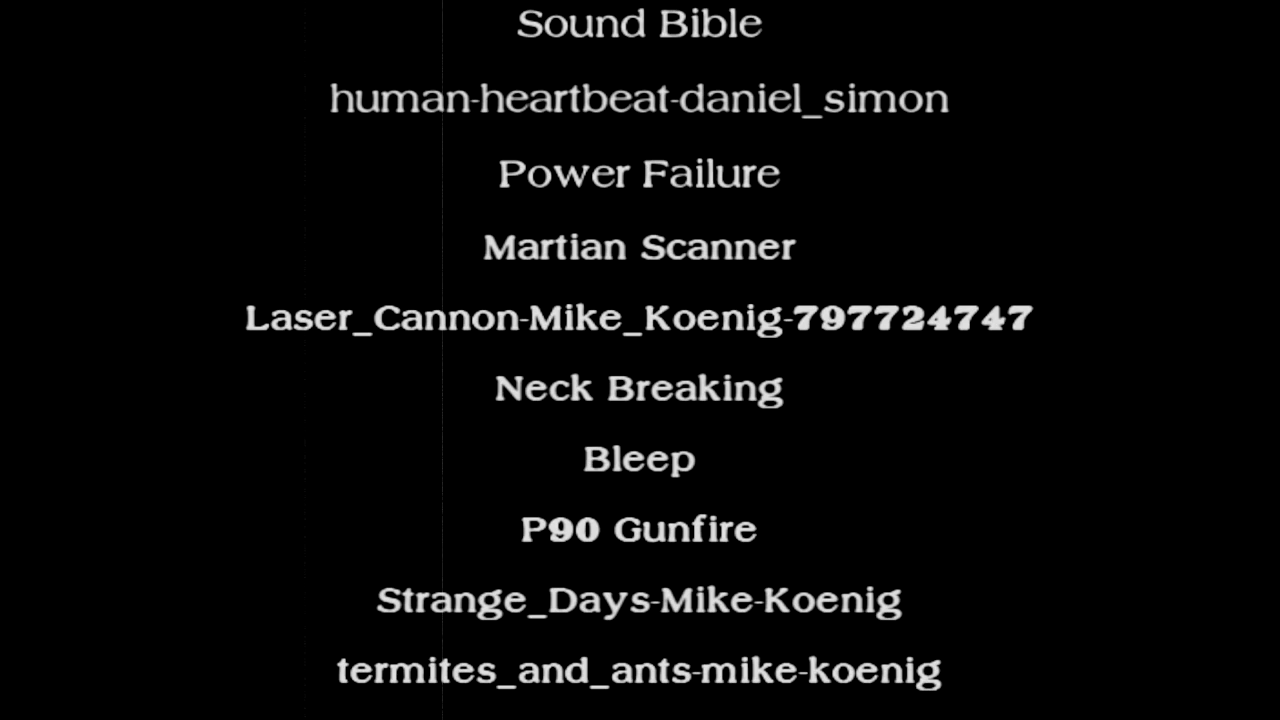 Sound Bible
human-heartbeat-daniel_simon
Power Failure
Martian Scanner
Laser_Cannon-Mike_Koenig-797724747
Neck Breaking
Bleep
P90 Gunfire
Strange_Days-Mike-Koenig
termites_and_ants-mike-koenig